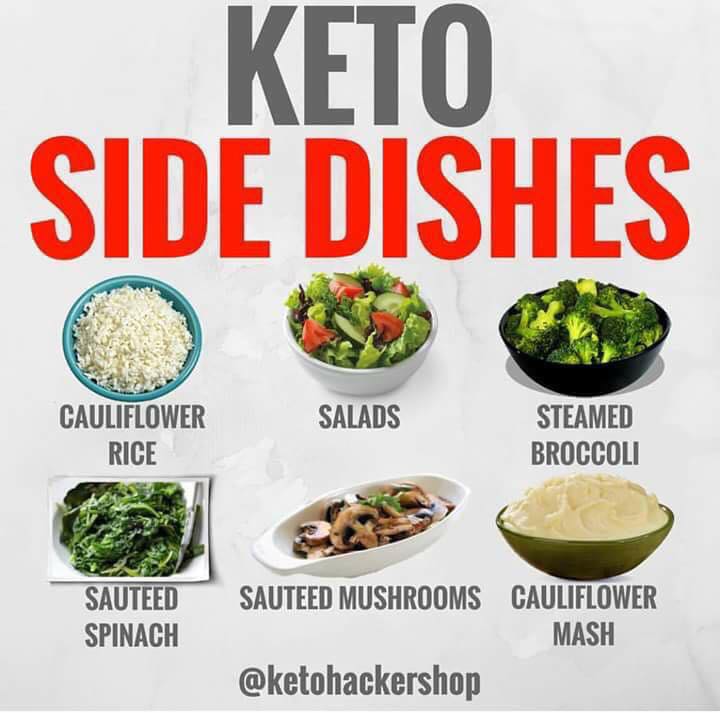 KETO
SIDE DISHES
CAULIFLOWER
RICE
SALADS
STEAMED
BROCCOLI
SAUTEED
SPINACH
SAUTEED MUSHROOMS
CAULIFLOWER
MASH
@ketohackershop